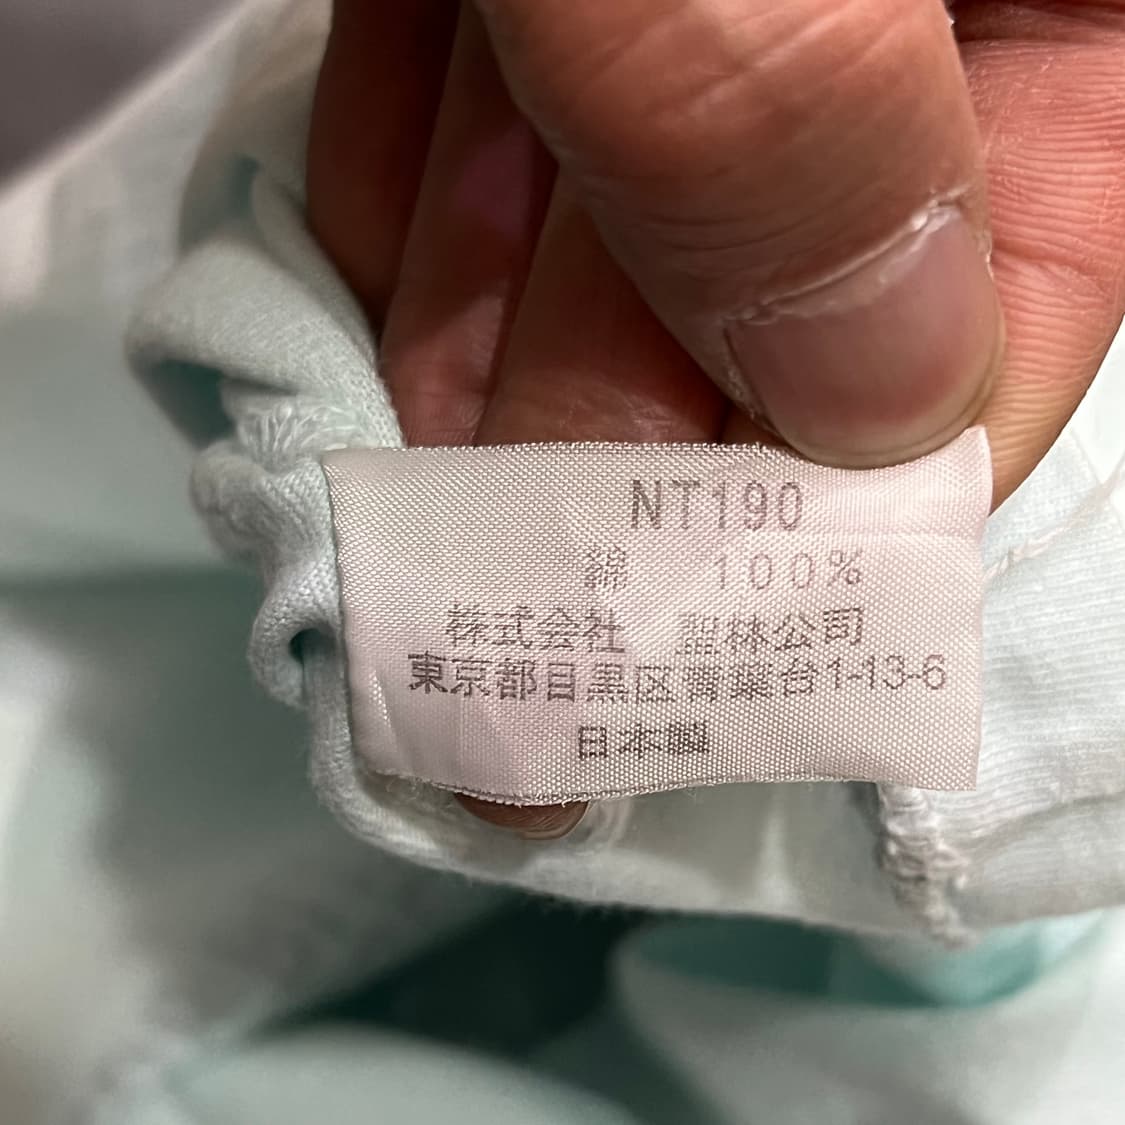 NT190
綿 100%
株式会社 聖林公司
東京都目黒区青葉台1-13-6
日本製